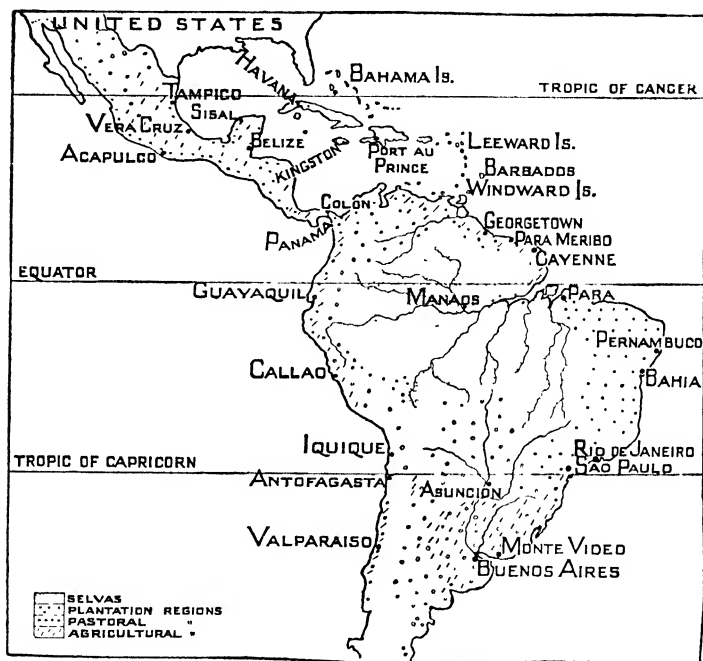 UNITED STATES
HAVANA
BAHAMA IS.
TROPIC OF CANCER
TAMPICO
SISAL
VERA CRUZ
BELIZE
LEEWARD IS.
ACAPULCO
KINGSTON
PORT AU
PRINCE
BARBADOS
WINDWARD IS.
COLON
GEORGETOWN
PANAMA
PARA MERIBO
CAYENNE
EQUATOR
GUAYAQUIL
MANAOS
PARA
PERNAMBUCO
CALLAO
BAHIA
IQUIQUE
RIO DE JANEIRO
TROPIC OF CAPRICORN
SÃO PAULO
ANTOFAGASTA
ASUNCIÓN
VALPARAISO
MONTE VIDEO
BUENOS AIRES
SELVAS
PLANTATION REGIONS
PASTORAL "
AGRICULTURAL "